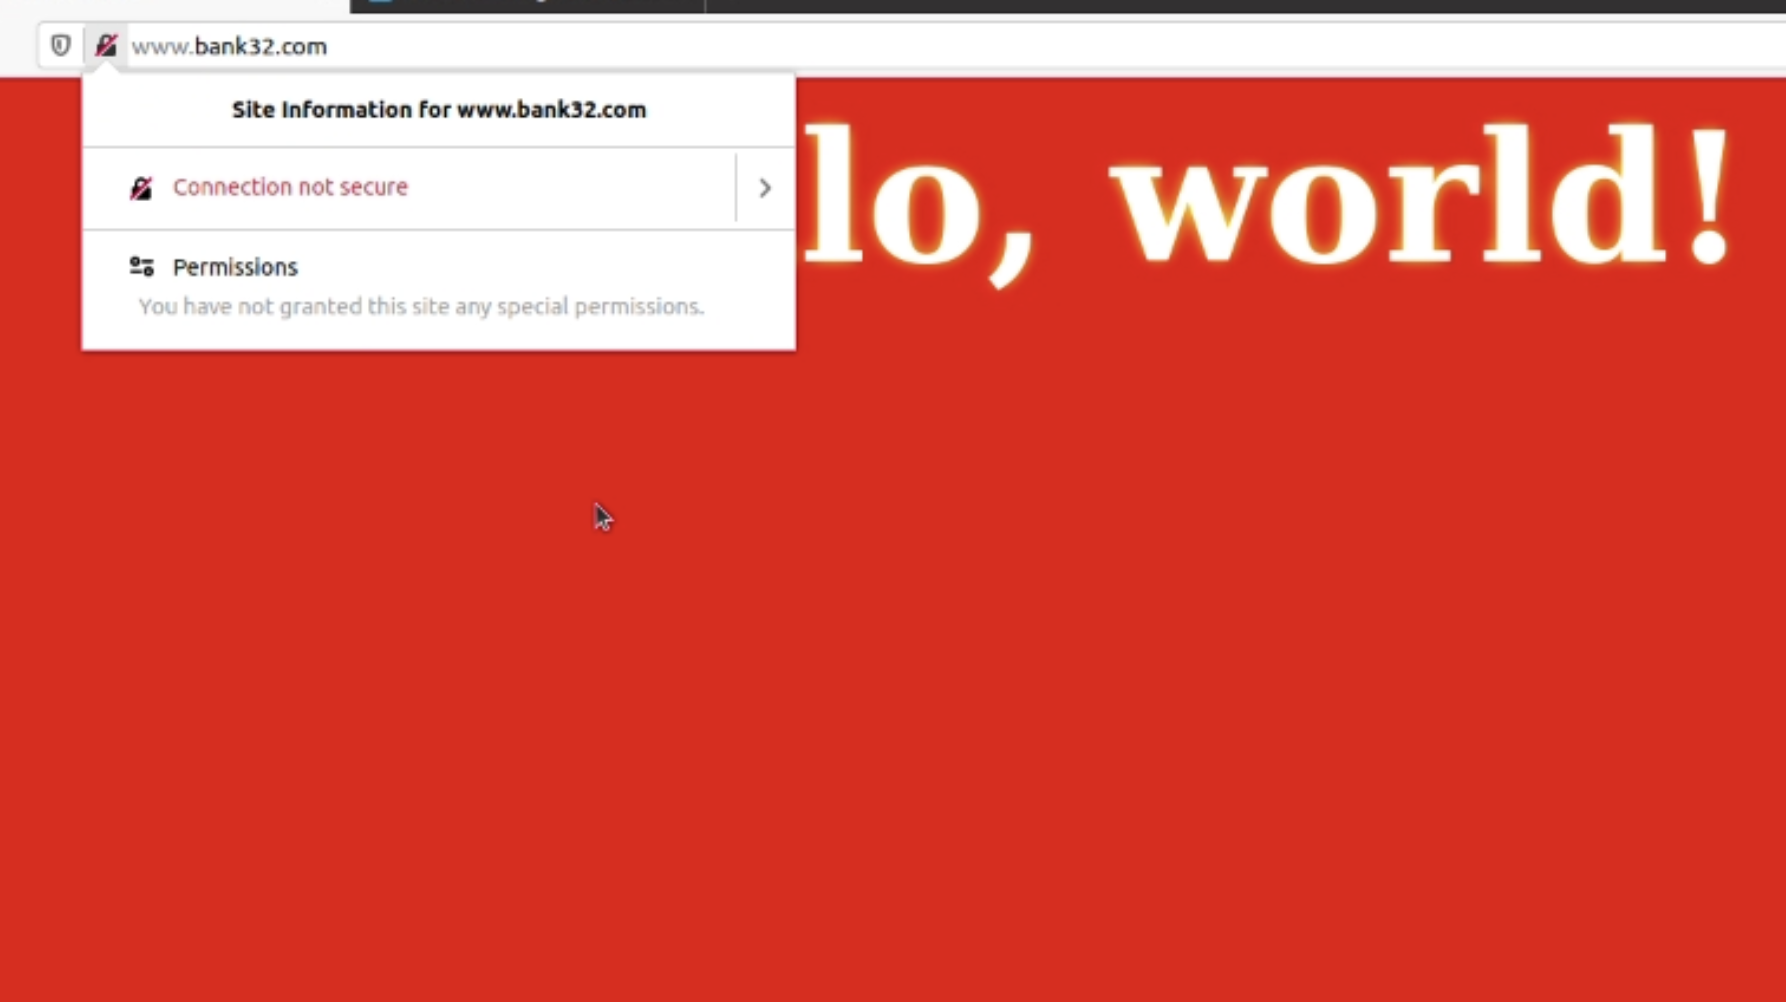 www.bank32.com
Site Information for www.bank32.com
Connection not secure
Permissions
You have not granted this site any special permissions.
lo, world!